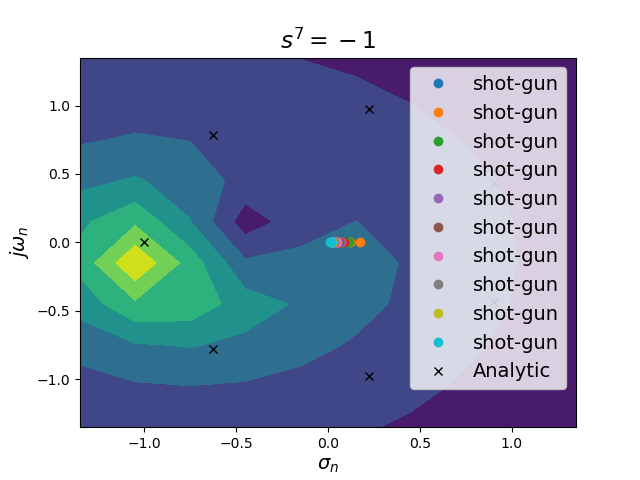 s⁷ = −1
jωₙ
1.0
0.5
0.0
−0.5
−1.0
−1.0
−0.5
0.0
0.5
1.0
σₙ
shot-gun
shot-gun
shot-gun
shot-gun
shot-gun
shot-gun
shot-gun
shot-gun
shot-gun
shot-gun
Analytic